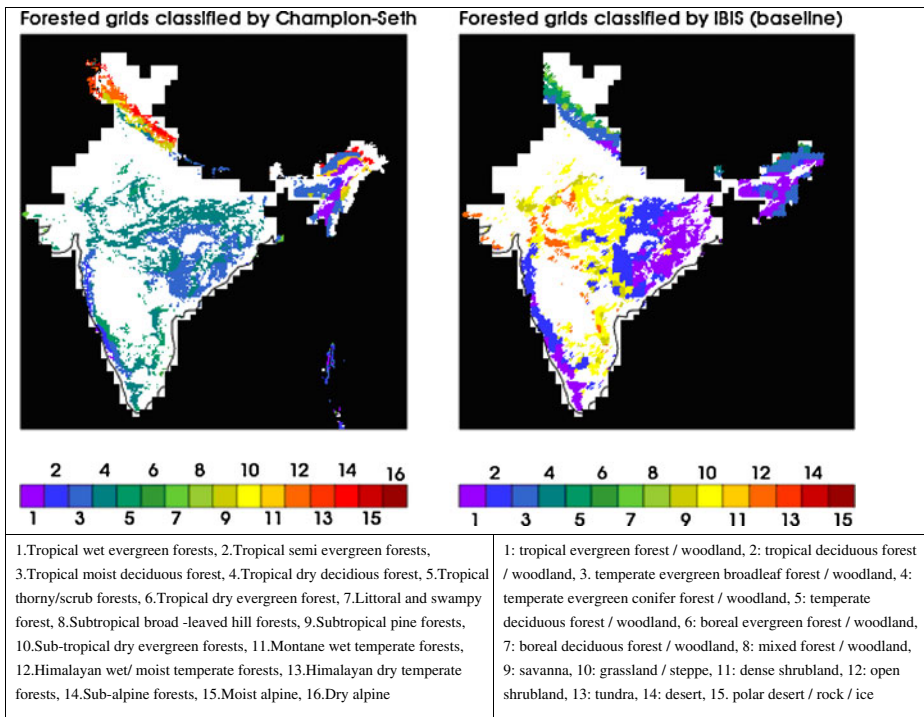 Forested grids classified by Champion-Seth
Forested grids classified by IBIS (baseline)
2 4 6 8 10 12 14 16
1 3 5 7 9 11 13 15
2 4 6 8 10 12 14
1 3 5 7 9 11 13 15
1.Tropical wet evergreen forests, 2.Tropical semi evergreen forests,
3.Tropical moist deciduous forest, 4.Tropical dry decidious forest, 5.Tropical
thorny/scrub forests, 6.Tropical dry evergreen forest, 7.Littoral and swampy
forest, 8.Subtropical broad -leaved hill forests, 9.Subtropical pine forests,
10.Sub-tropical dry evergreen forests, 11.Montane wet temperate forests,
12.Himalayan wet/ moist temperate forests, 13.Himalayan dry temperate
forests, 14.Sub-alpine forests, 15.Moist alpine, 16.Dry alpine
1: tropical evergreen forest / woodland, 2: tropical deciduous forest
/ woodland, 3. temperate evergreen broadleaf forest / woodland, 4:
temperate evergreen conifer forest / woodland, 5: temperate
deciduous forest / woodland, 6: boreal evergreen forest / woodland,
7: boreal deciduous forest / woodland, 8: mixed forest / woodland,
9: savanna, 10: grassland / steppe, 11: dense shrubland, 12: open
shrubland, 13: tundra, 14: desert, 15. polar desert / rock / ice